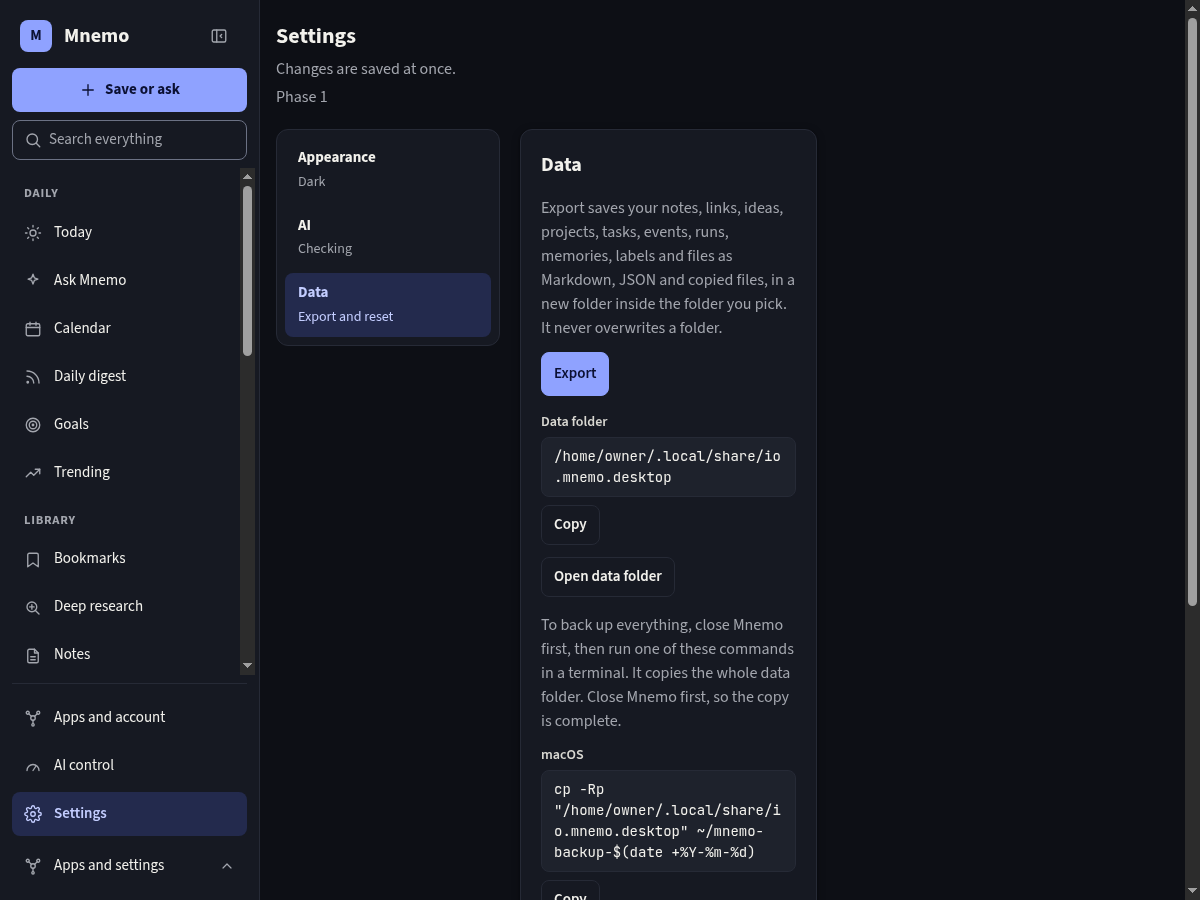 M
Mnemo
Save or ask
Search everything
DAILY
Today
Ask Mnemo
Calendar
Daily digest
Goals
Trending
LIBRARY
Bookmarks
Deep research
Notes
Apps and account
AI control
Settings
Apps and settings
Settings
Changes are saved at once.
Phase 1
Appearance
Dark
AI
Checking
Data
Export and reset
Data
Export saves your notes, links, ideas,
projects, tasks, events, runs,
memories, labels and files as
Markdown, JSON and copied files, in a
new folder inside the folder you pick.
It never overwrites a folder.
Export
Data folder
/home/owner/.local/share/io
.mnemo.desktop
Copy
Open data folder
To back up everything, close Mnemo
first, then run one of these commands
in a terminal. It copies the whole data
folder. Close Mnemo first, so the copy
is complete.
macOS
cp -Rp
"/home/owner/.local/share/i
o.mnemo.desktop" ~/mnemo-
backup-$(date +%Y-%m-%d)
Copy